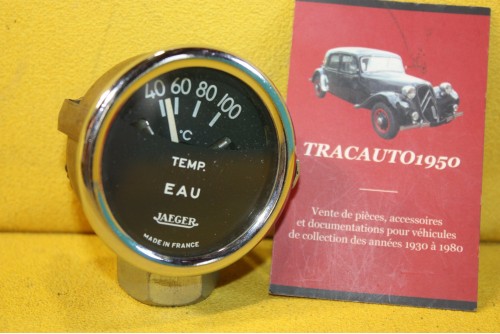 40 60 80 100
°C
TEMP.
EAU
JAEGER
MADE IN FRANCE
TRACAUTO1950
Vente de pièces, accessoires
et documentations pour véhicules
de collection des années 1930 à 1980